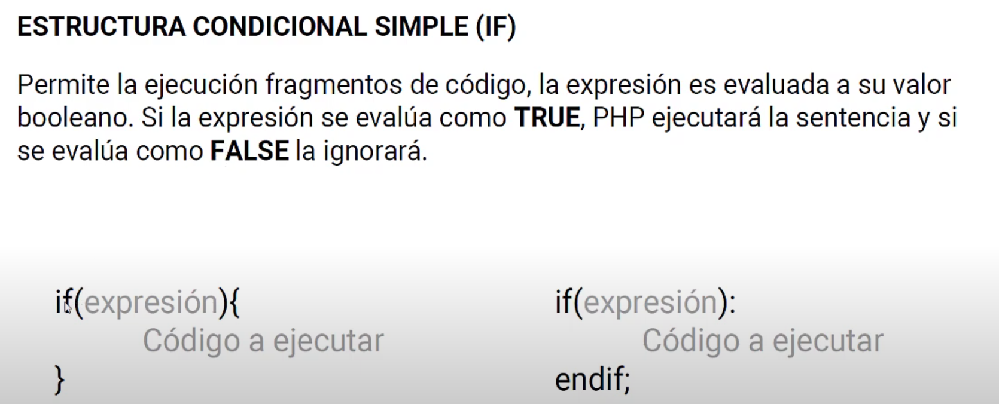 ESTRUCTURA CONDICIONAL SIMPLE (IF)
Permite la ejecución fragmentos de código, la expresión es evaluada a su valor
booleano. Si la expresión se evalúa como TRUE, PHP ejecutará la sentencia y si
se evalúa como FALSE la ignorará.
if(expresión){
Código a ejecutar
}
if(expresión):
Código a ejecutar
endif;